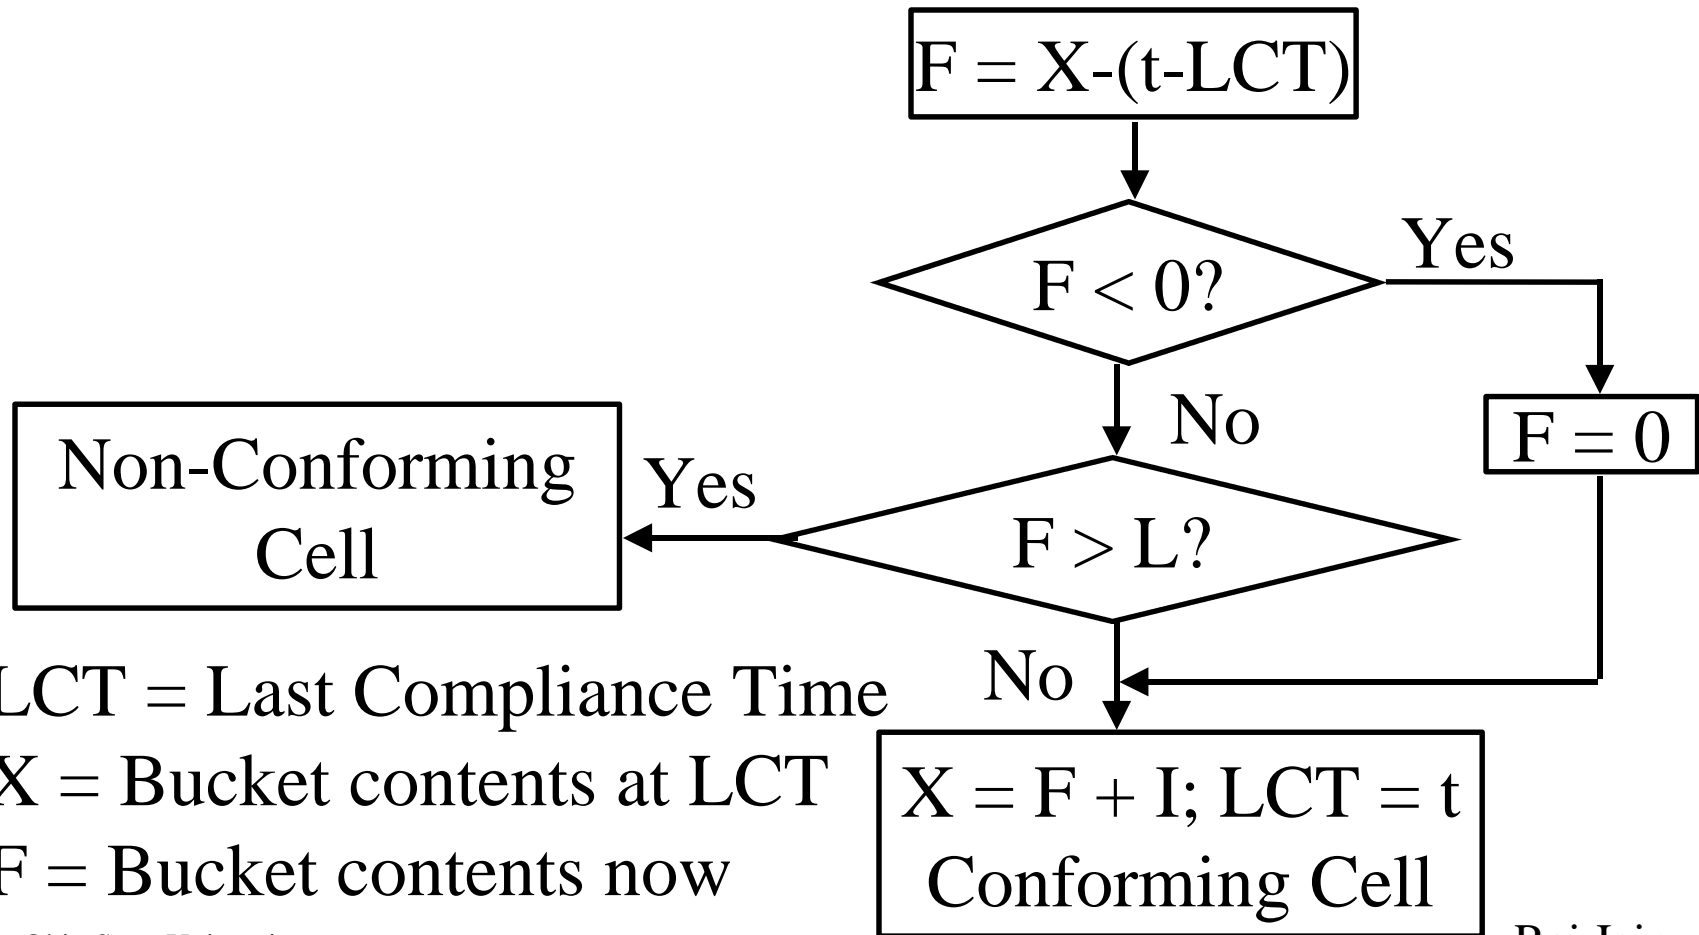 F = X-(t-LCT)
F < 0?
Yes
No
F = 0
Non-Conforming
Cell
Yes
F > L?
No
LCT = Last Compliance Time
X = Bucket contents at LCT
F = Bucket contents now
X = F + I; LCT = t
Conforming Cell